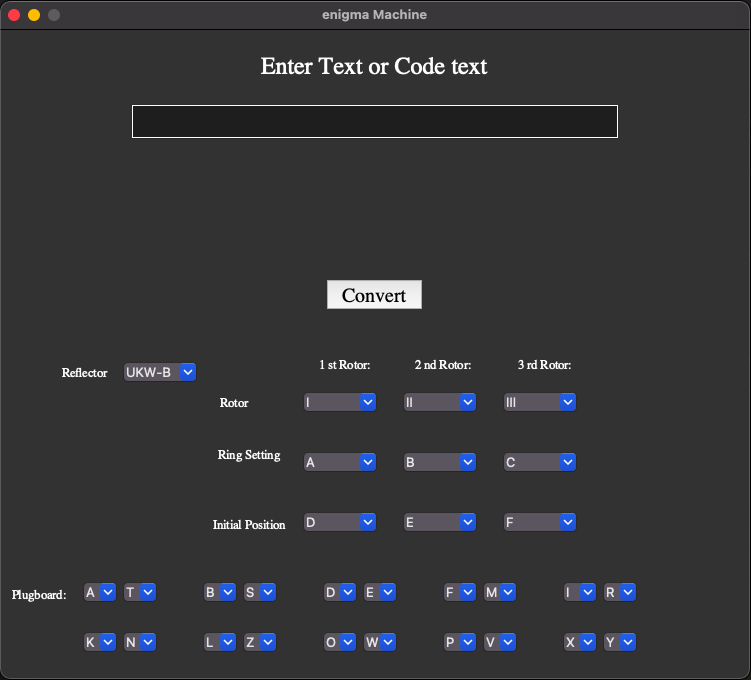 enigma Machine
Enter Text or Code text
Convert
1 st Rotor: 2 nd Rotor: 3 rd Rotor:
Reflector UKW-B
Rotor I II III
Ring Setting A B C
Initial Position D E F
Plugboard: A T B S D E F M I R
K N L Z O W P V X Y